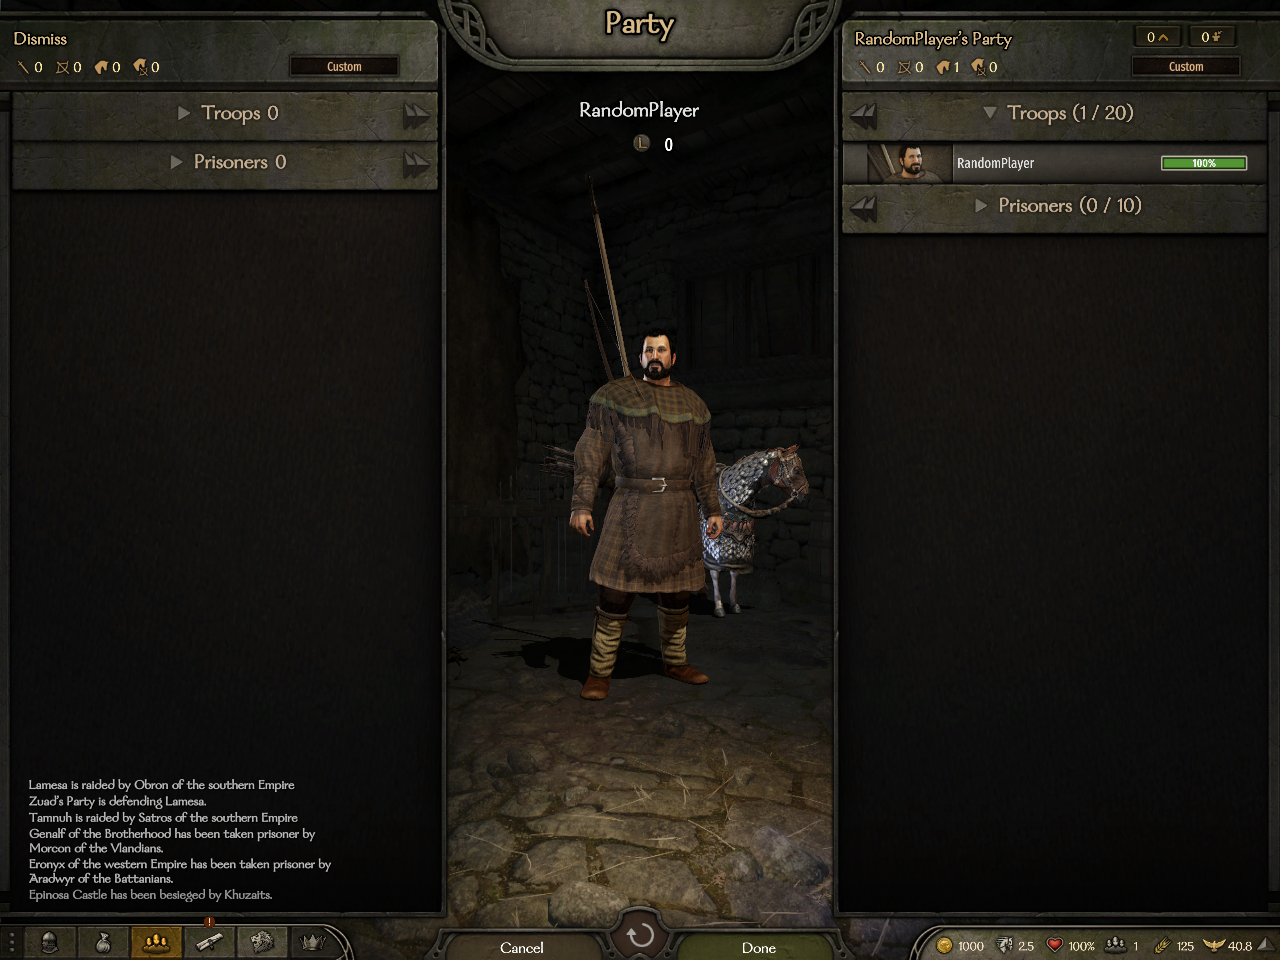 Party
Dismiss
0 0 0 0
Custom
Troops 0
Prisoners 0
RandomPlayer
L 0
RandomPlayer's Party
0 0
0 0 1 0
Custom
Troops (1 / 20)
RandomPlayer 100%
Prisoners (0 / 10)
Lamesa is raided by Obron of the southern Empire
Zuad's Party is defending Lamesa.
Tamnuh is raided by Satros of the southern Empire
Genalf of the Brotherhood has been taken prisoner by
Morcon of the Vlandians.
Eronyx of the western Empire has been taken prisoner by
Aradwyr of the Battanians.
Epinosa Castle has been besieged by Khuzaits.
!
Cancel
Done
1000 2.5 100% 1 125 40.8